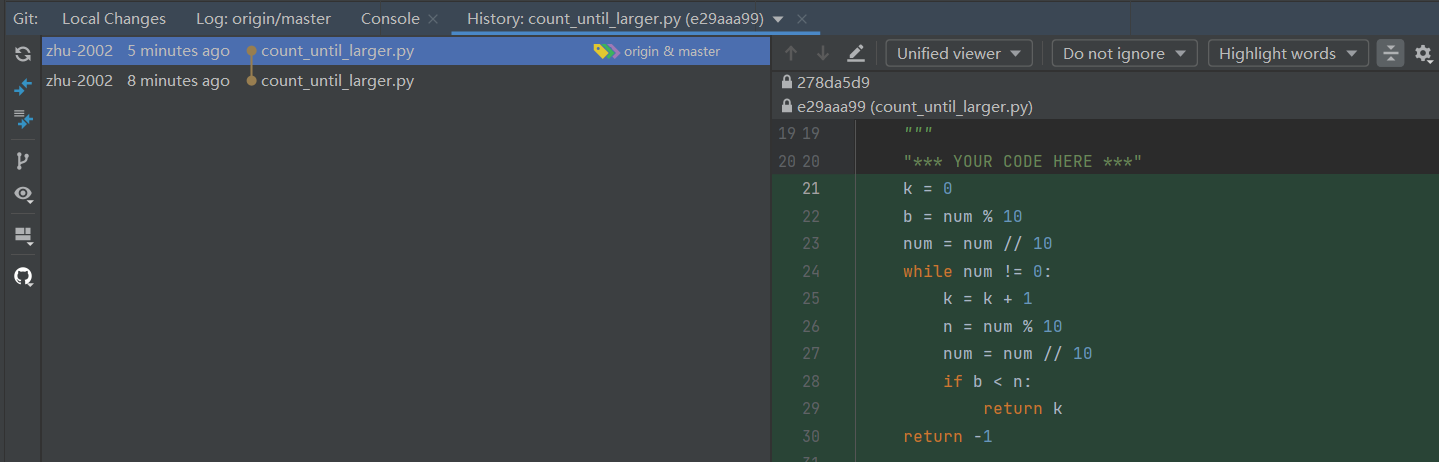 Git: Local Changes Log: origin/master Console History: count_until_larger.py (e29aaa99)
zhu-2002 5 minutes ago count_until_larger.py origin & master
zhu-2002 8 minutes ago count_until_larger.py
Unified viewer Do not ignore Highlight words
278da5d9
e29aaa99 (count_until_larger.py)
19 19 """
20 20 "*** YOUR CODE HERE ***"
21 k = 0
22 b = num % 10
23 num = num // 10
24 while num != 0:
25 k = k + 1
26 n = num % 10
27 num = num // 10
28 if b < n:
29 return k
30 return -1
31